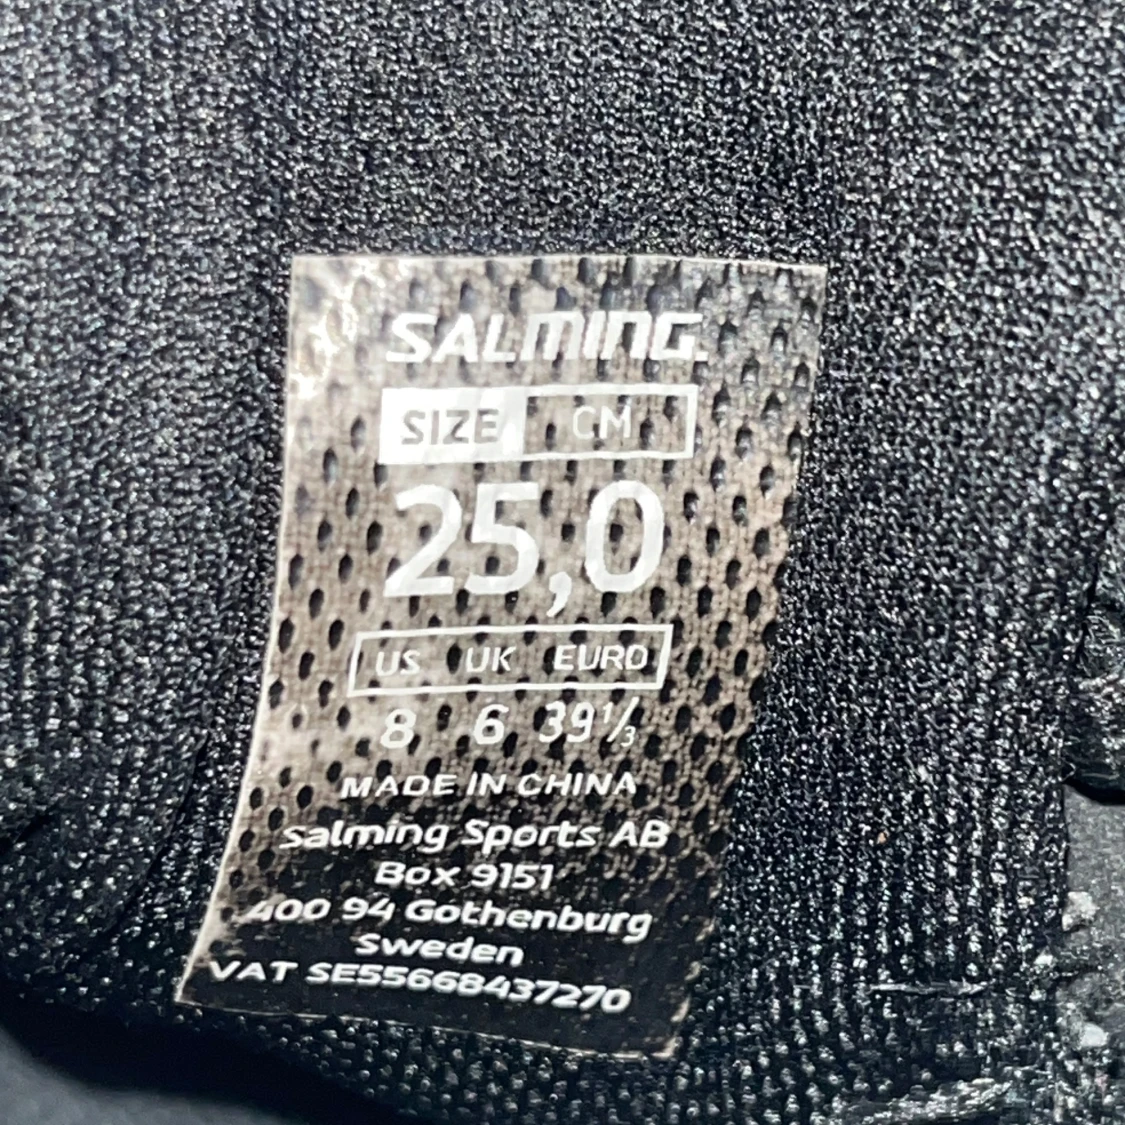 SALMING
SIZE CM
25,0
US UK EURO
8 6 39⅓
MADE IN CHINA
Salming Sports AB
Box 9151
400 94 Gothenburg
Sweden
VAT SE55668437270